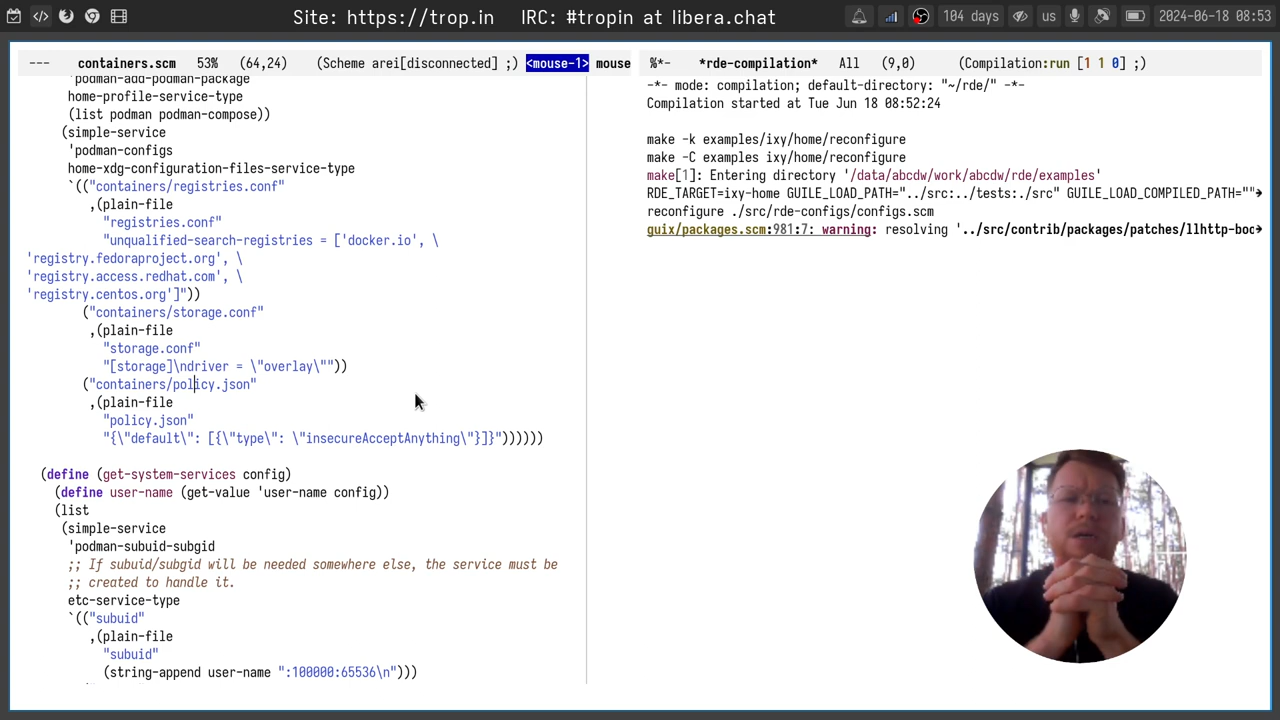 Site: https://trop.in IRC: #tropin at libera.chat
104 days
us
2024-06-18 08:53
--- containers.scm 53% (64,24) (Scheme arei[disconnected] ;) <mouse-1> mouse
'podman-add-podman-package
home-profile-service-type
(list podman podman-compose))
(simple-service
'podman-configs
home-xdg-configuration-files-service-type
`(("containers/registries.conf"
,(plain-file
"registries.conf"
"unqualified-search-registries = ['docker.io', \
'registry.fedoraproject.org', \
'registry.access.redhat.com', \
'registry.centos.org']"))
("containers/storage.conf"
,(plain-file
"storage.conf"
"[storage]\ndriver = \"overlay\""))
("containers/policy.json"
,(plain-file
"policy.json"
"{\"default\": [{\"type\": \"insecureAcceptAnything\"}]}"))))))
(define (get-system-services config)
(define user-name (get-value 'user-name config))
(list
(simple-service
'podman-subuid-subgid
;; If subuid/subgid will be needed somewhere else, the service must be
;; created to handle it.
etc-service-type
`(("subuid"
,(plain-file
"subuid"
(string-append user-name ":100000:65536\n")))
%*- *rde-compilation* All (9,0) (Compilation:run [1 1 0] ;)
-*- mode: compilation; default-directory: "~/rde/" -*-
Compilation started at Tue Jun 18 08:52:24
make -k examples/ixy/home/reconfigure
make -C examples ixy/home/reconfigure
make[1]: Entering directory '/data/abcdw/work/abcdw/rde/examples'
RDE_TARGET=ixy-home GUILE_LOAD_PATH="../src:../tests:./src" GUILE_LOAD_COMPILED_PATH=""
reconfigure ./src/rde-configs/configs.scm
guix/packages.scm:981:7: warning: resolving '../src/contrib/packages/patches/llhttp-boo